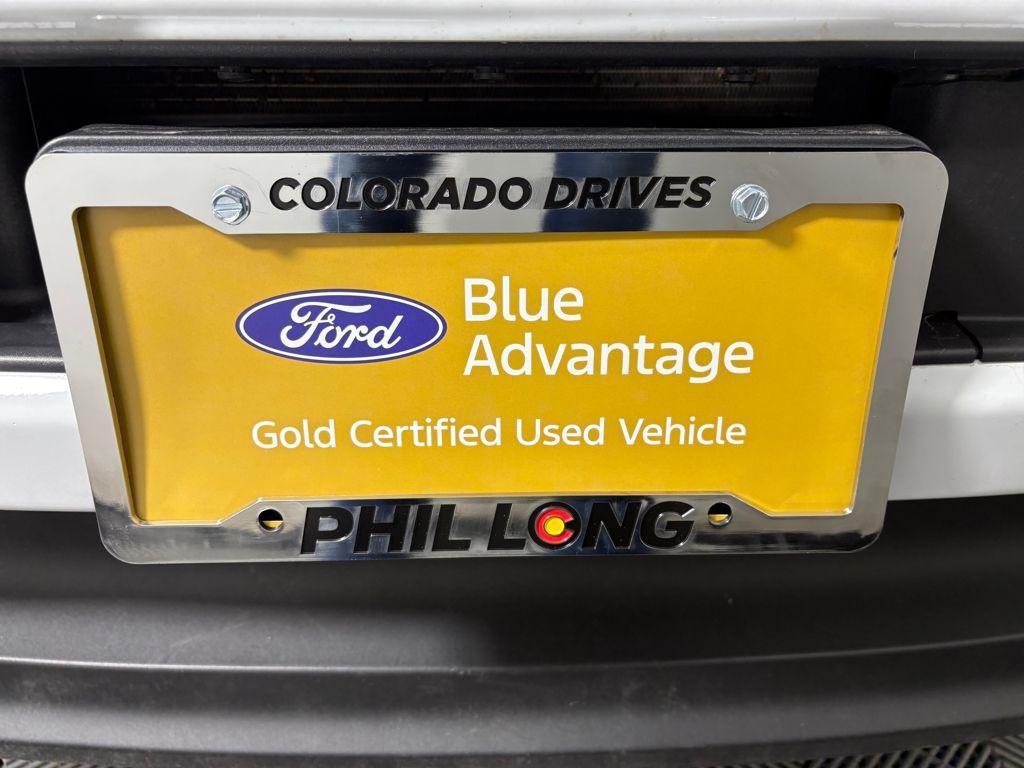 COLORADO DRIVES
Ford
Blue
Advantage
Gold Certified Used Vehicle
PHIL LONG